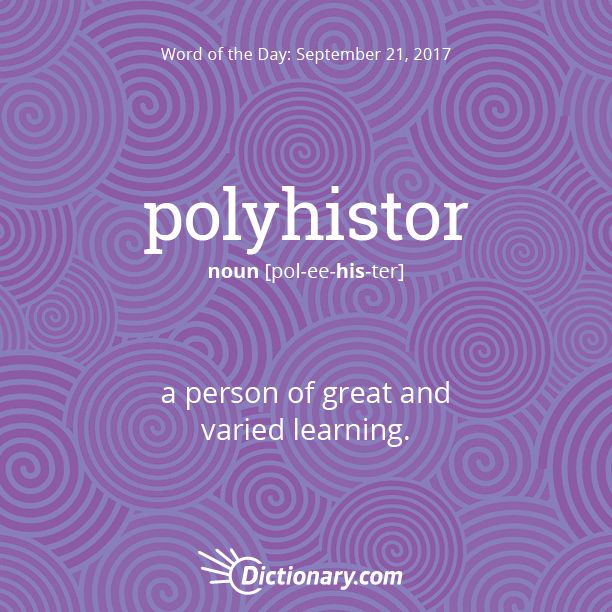 Word of the Day: September 21, 2017
polyhistor
noun [pol-ee-his-ter]
a person of great and
varied learning.
Dictionary.com